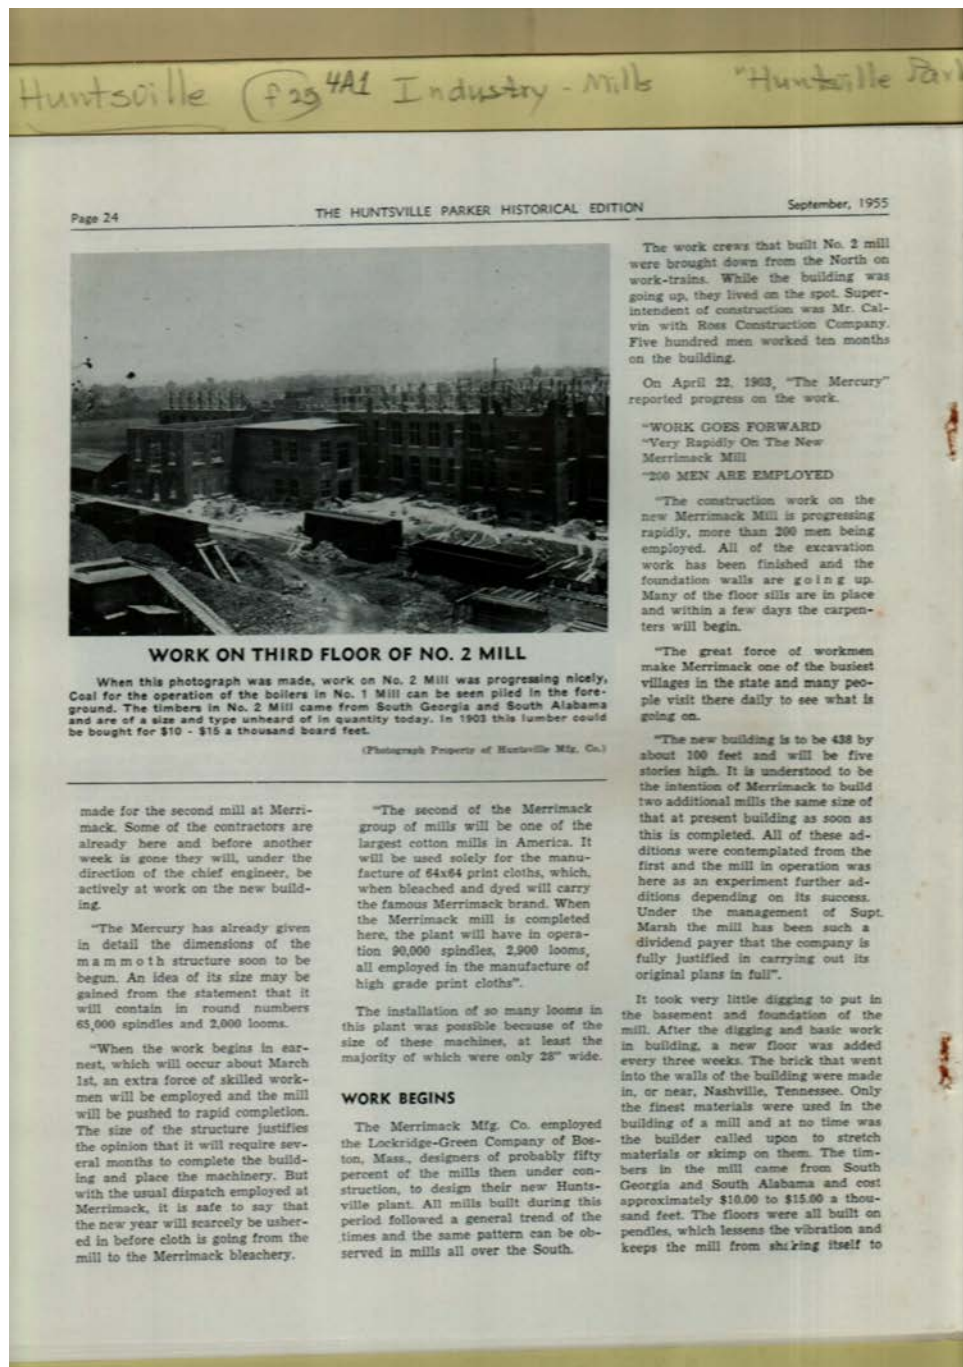 Huntsville f 25 4A1 Industry - Mills "Huntsville Park
Page 24 THE HUNTSVILLE PARKER HISTORICAL EDITION September, 1955
WORK ON THIRD FLOOR OF NO. 2 MILL
When this photograph was made, work on No. 2 Mill was progressing nicely,
Coal for the operation of the boilers in No. 1 Mill can be seen piled in the fore-
ground. The timbers in No. 2 Mill came from South Georgia and South Alabama
and are of a size and type unheard of in quantity today. In 1903 this lumber could
be bought for $10 - $15 a thousand board feet.
(Photograph Property of Huntsville Mfg. Co.)
made for the second mill at Merri-
mack. Some of the contractors are
already here and before another
week is gone they will, under the
direction of the chief engineer, be
actively at work on the new build-
ing.
"The Mercury has already given
in detail the dimensions of the
mammoth structure soon to be
begun. An idea of its size may be
gained from the statement that it
will contain in round numbers
65,000 spindles and 2,000 looms.
"When the work begins in ear-
nest, which will occur about March
1st, an extra force of skilled work-
men will be employed and the mill
will be pushed to rapid completion.
The size of the structure justifies
the opinion that it will require sev-
eral months to complete the build-
ing and place the machinery. But
with the usual dispatch employed at
Merrimack, it is safe to say that
the new year will scarcely be usher-
ed in before cloth is going from the
mill to the Merrimack bleachery.
"The second of the Merrimack
group of mills will be one of the
largest cotton mills in America. It
will be used solely for the manu-
facture of 64x64 print cloths, which,
when bleached and dyed will carry
the famous Merrimack brand. When
the Merrimack mill is completed
here, the plant will have in opera-
tion 90,000 spindles, 2,900 looms,
all employed in the manufacture of
high grade print cloths".
The installation of so many looms in
this plant was possible because of the
size of these machines, at least the
majority of which were only 28" wide.
WORK BEGINS
The Merrimack Mfg. Co. employed
the Lockridge-Green Company of Bos-
ton, Mass., designers of probably fifty
percent of the mills then under con-
struction, to design their new Hunts-
ville plant. All mills built during this
period followed a general trend of the
times and the same pattern can be ob-
served in mills all over the South.
The work crews that built No. 2 mill
were brought down from the North on
work-trains. While the building was
going up, they lived on the spot. Super-
intendent of construction was Mr. Cal-
vin with Ross Construction Company.
Five hundred men worked ten months
on the building.
On April 22, 1903, "The Mercury"
reported progress on the work.
"WORK GOES FORWARD
"Very Rapidly On The New
Merrimack Mill
"200 MEN ARE EMPLOYED
"The construction work on the
new Merrimack Mill is progressing
rapidly, more than 200 men being
employed. All of the excavation
work has been finished and the
foundation walls are going up.
Many of the floor sills are in place
and within a few days the carpen-
ters will begin.
"The great force of workmen
make Merrimack one of the busiest
villages in the state and many peo-
ple visit there daily to see what is
going on.
"The new building is to be 438 by
about 100 feet and will be five
stories high. It is understood to be
the intention of Merrimack to build
two additional mills the same size of
that at present building as soon as
this is completed. All of these ad-
ditions were contemplated from the
first and the mill in operation was
here as an experiment further ad-
ditions depending on its success.
Under the management of Supt.
Marsh the mill has been such a
dividend payer that the company is
fully justified in carrying out its
original plans in full".
It took very little digging to put in
the basement and foundation of the
mill. After the digging and basic work
in building, a new floor was added
every three weeks. The brick that went
into the walls of the building were made
in, or near, Nashville, Tennessee. Only
the finest materials were used in the
building of a mill and at no time was
the builder called upon to stretch
materials or skimp on them. The tim-
bers in the mill came from South
Georgia and South Alabama and cost
approximately $10.00 to $15.00 a thou-
sand feet. The floors were all built on
pendles, which lessens the vibration and
keeps the mill from shaking itself to